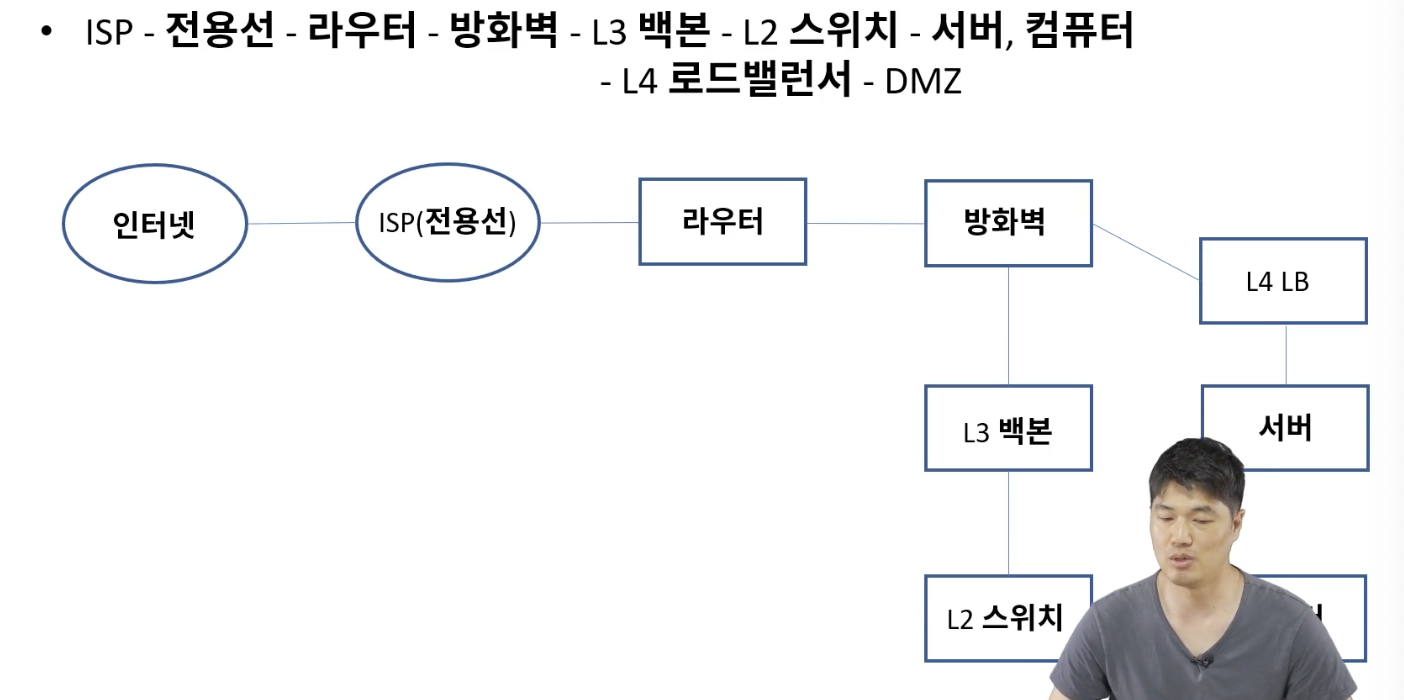 • ISP - 전용선 - 라우터 - 방화벽 - L3 백본 - L2 스위치 - 서버, 컴퓨터
- L4 로드밸런서 - DMZ
인터넷
ISP(전용선)
라우터
방화벽
L4 LB
L3 백본
서버
L2 스위치